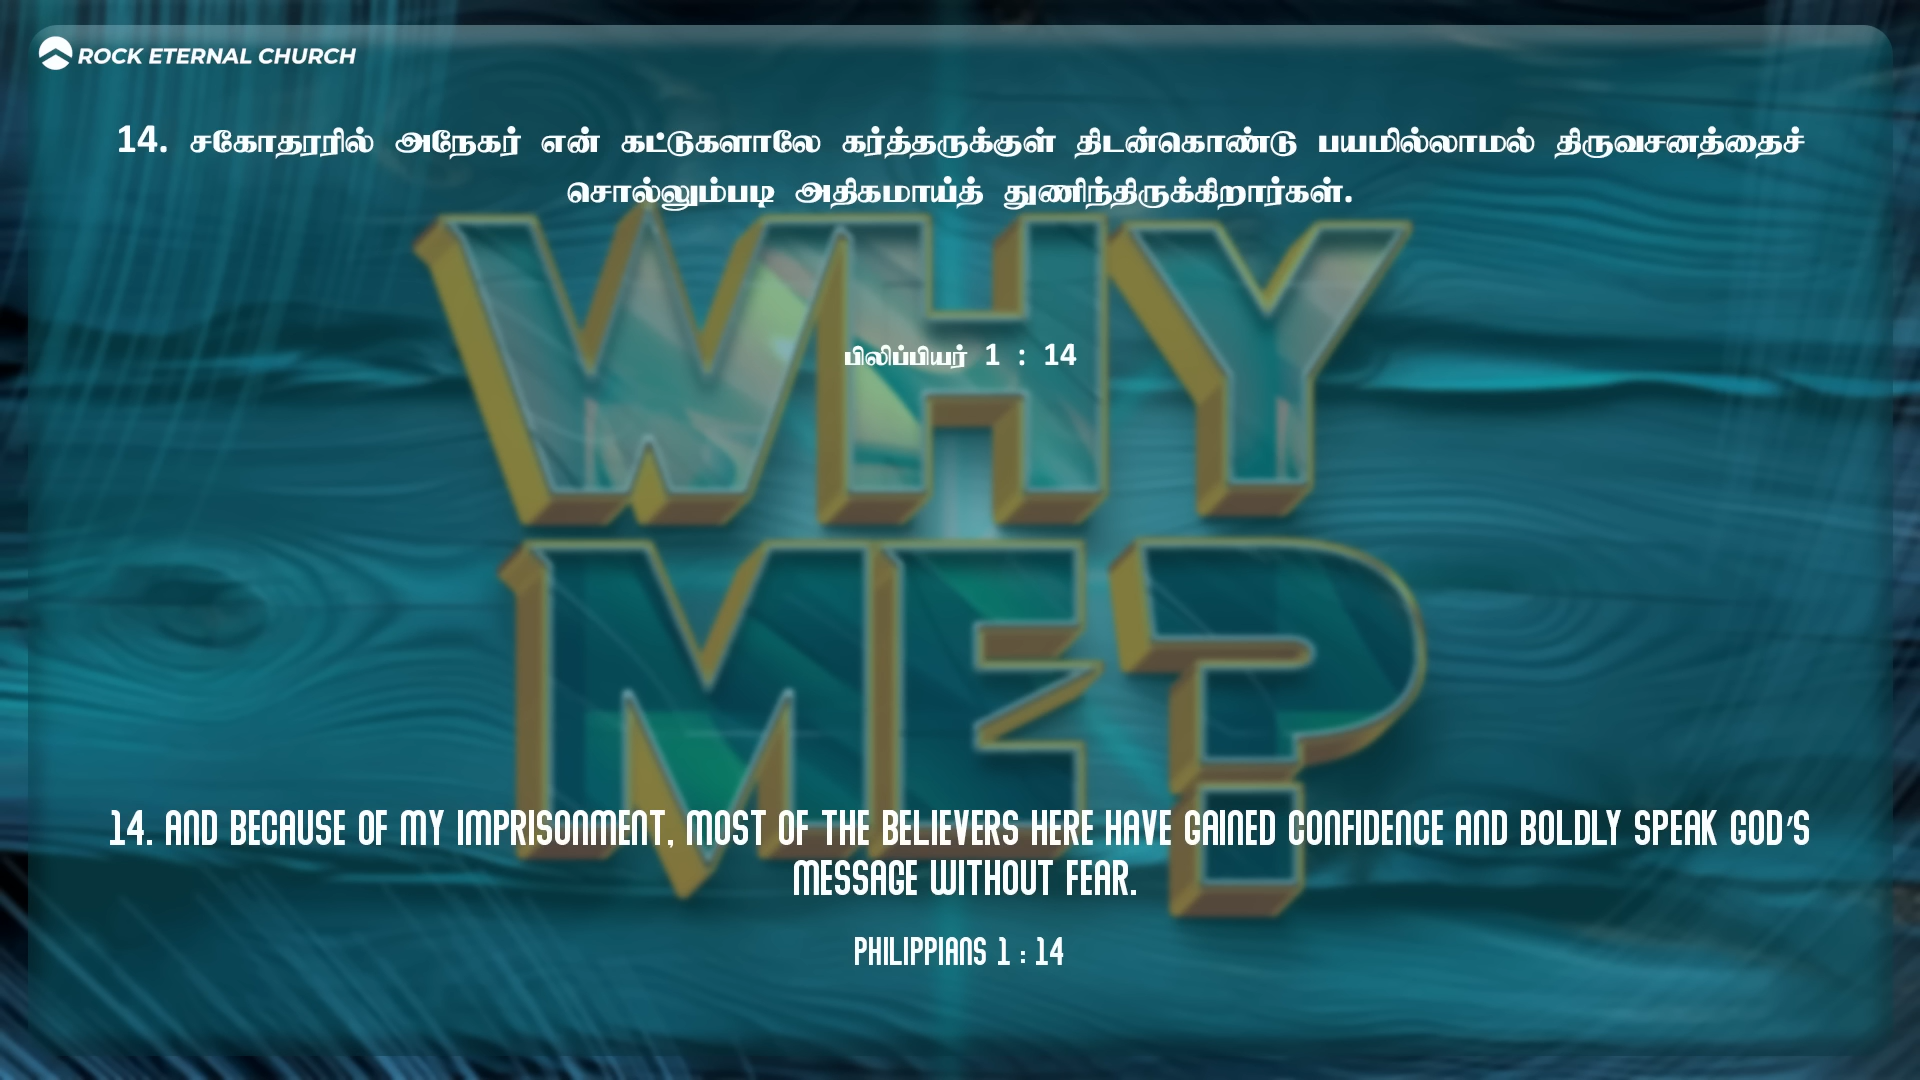 ROCK ETERNAL CHURCH
14. சகோதரரில் அநேகர் என் கட்டுகளாலே கர்த்தருக்குள் திடன்கொண்டு பயமில்லாமல் திருவசனத்தைச்
சொல்லும்படி அதிகமாய்த் துணிந்திருக்கிறார்கள்.
WHY
பிலிப்பியர் 1 : 14
ME?
14. AND BECAUSE OF MY IMPRISONMENT, MOST OF THE BELIEVERS HERE HAVE GAINED CONFIDENCE AND BOLDLY SPEAK GOD'S
MESSAGE WITHOUT FEAR.
PHILIPPIANS 1 : 14